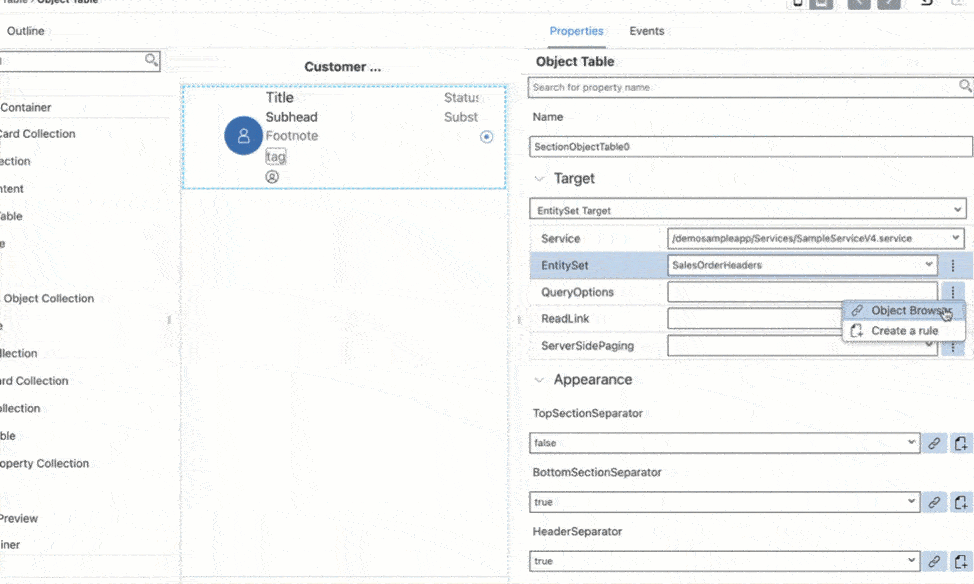 Table / Object Table
Outline
Properties
Events
Customer ...
Object Table
Search for property name
Name
SectionObjectTable0
Target
EntitySet Target
Service
/demosampleapp/Services/SampleServiceV4.service
EntitySet
SalesOrderHeaders
QueryOptions
Object Brows
ReadLink
Create a rule
ServerSidePaging
Appearance
TopSectionSeparator
false
BottomSectionSeparator
true
HeaderSeparator
true
Title
Status
Subhead
Subst
Footnote
tag
Container
Card Collection
ection
ntent
Table
e
Object Collection
e
llection
ard Collection
ollection
ble
operty Collection
Preview
iner